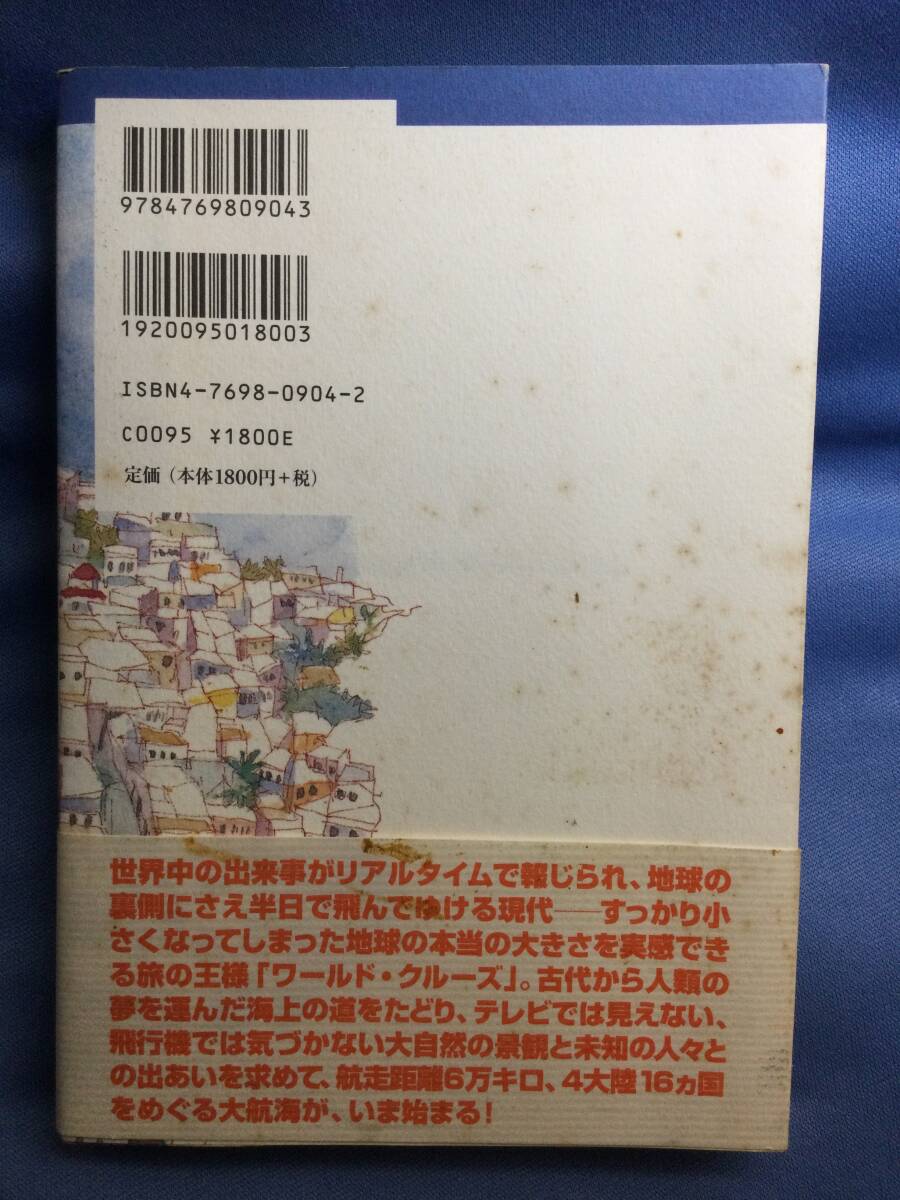 9784769809043
1920095018003
ISBN4-7698-0904-2
C0095 ¥1800E
定価（本体1800円+税）
世界中の出来事がリアルタイムで報じられ、地球の
裏側にさえ半日で飛んでゆける現代――すっかり小
さくなってしまった地球の本当の大きさを実感でき
る旅の王様「ワールド・クルーズ」。古代から人類の
夢を運んだ海上の道をたどり、テレビでは見えない、
飛行機では気づかない大自然の景観と未知の人々と
の出あいを求めて、航走距離6万キロ、4大陸16ヵ国
をめぐる大航海が、いま始まる！